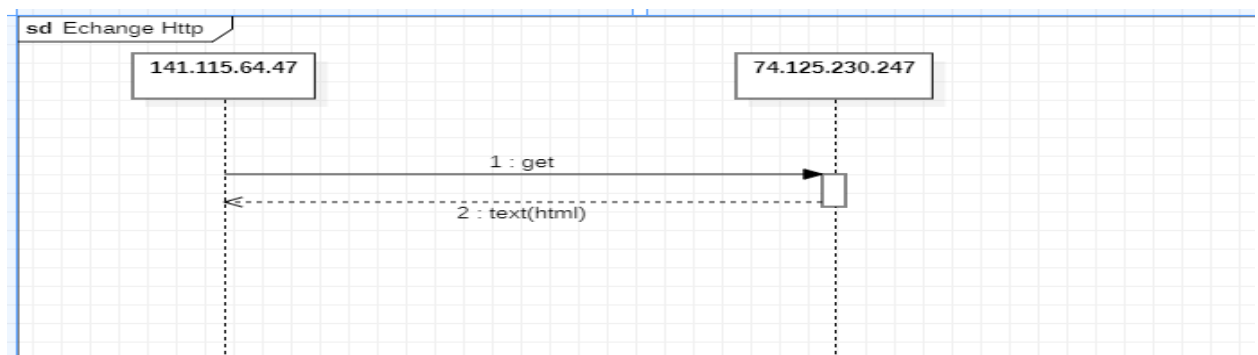 sd Echange Http
141.115.64.47
74.125.230.247
1 : get
2 : text(html)